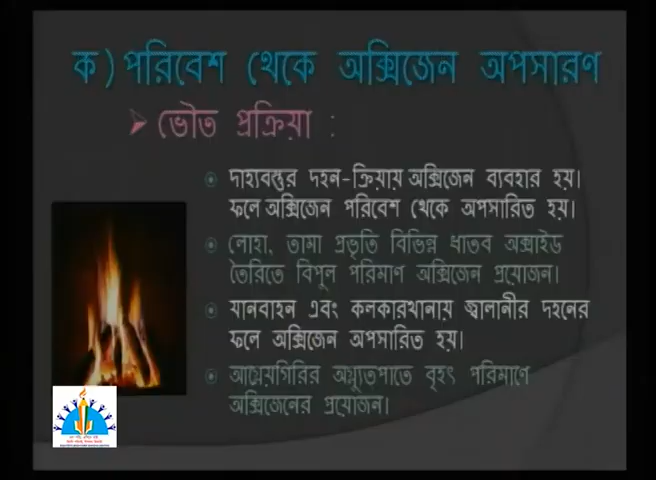 ক) পরিবেশ থেকে অক্সিজেন অপসারণ
ভৌত প্রক্রিয়া :
দাহ্যবস্তুর দহন-ক্রিয়ায় অক্সিজেন ব্যবহার হয়।
ফলে অক্সিজেন পরিবেশ থেকে অপসারিত হয়।
লোহা, তামা প্রভৃতি বিভিন্ন ধাতব অক্সাইড
তৈরিতে বিপুল পরিমাণ অক্সিজেন প্রয়োজন।
যানবাহন এবং কলকারখানায় জ্বালানীর দহনের
ফলে অক্সিজেন অপসারিত হয়।
আগ্নেয়গিরির অগ্ন্যুতপাতে বৃহৎ পরিমাণে
অক্সিজেনের প্রয়োজন।